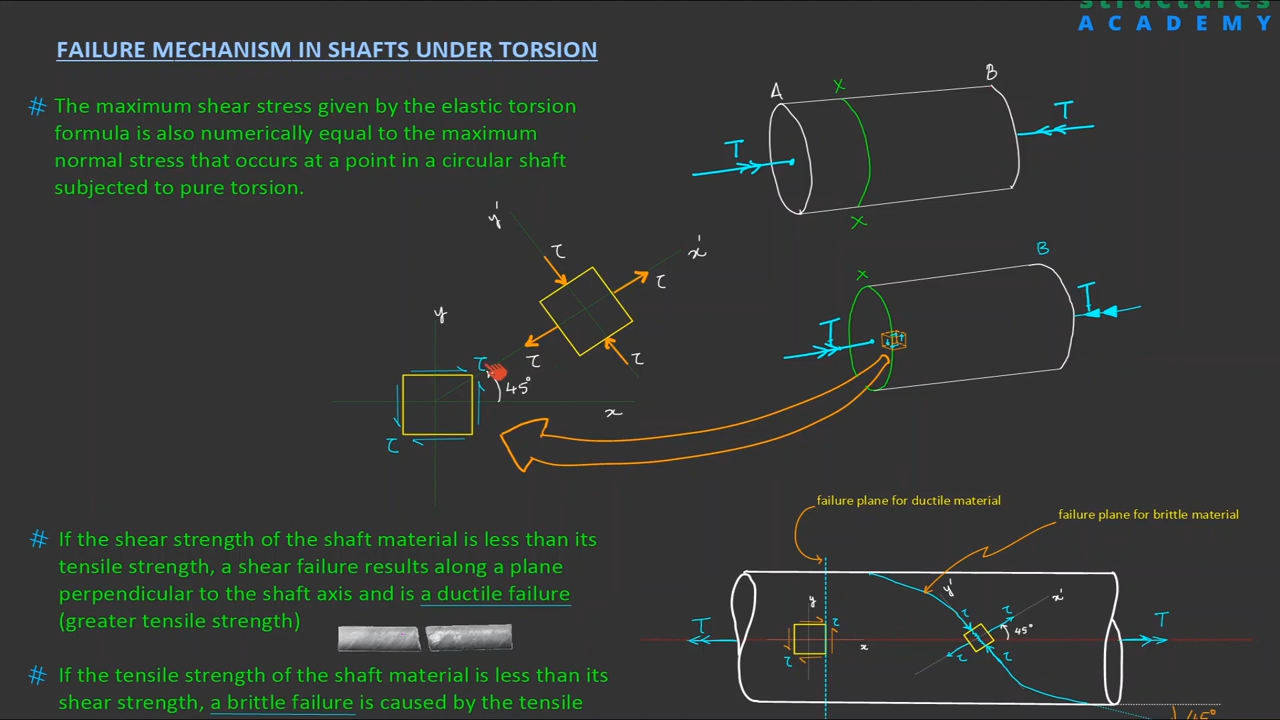 structures
ACADEMY
FAILURE MECHANISM IN SHAFTS UNDER TORSION
# The maximum shear stress given by the elastic torsion
formula is also numerically equal to the maximum
normal stress that occurs at a point in a circular shaft
subjected to pure torsion.
A
X
B
T
T
X
y'
τ
x'
τ
τ
τ
y
τ
45°
x
τ
X
B
T
T
# If the shear strength of the shaft material is less than its
tensile strength, a shear failure results along a plane
perpendicular to the shaft axis and is a ductile failure
(greater tensile strength)
# If the tensile strength of the shaft material is less than its
shear strength, a brittle failure is caused by the tensile
failure plane for ductile material
failure plane for brittle material
T
y
τ
x
τ
y'
x'
τ
τ
45°
τ
τ
T
45°